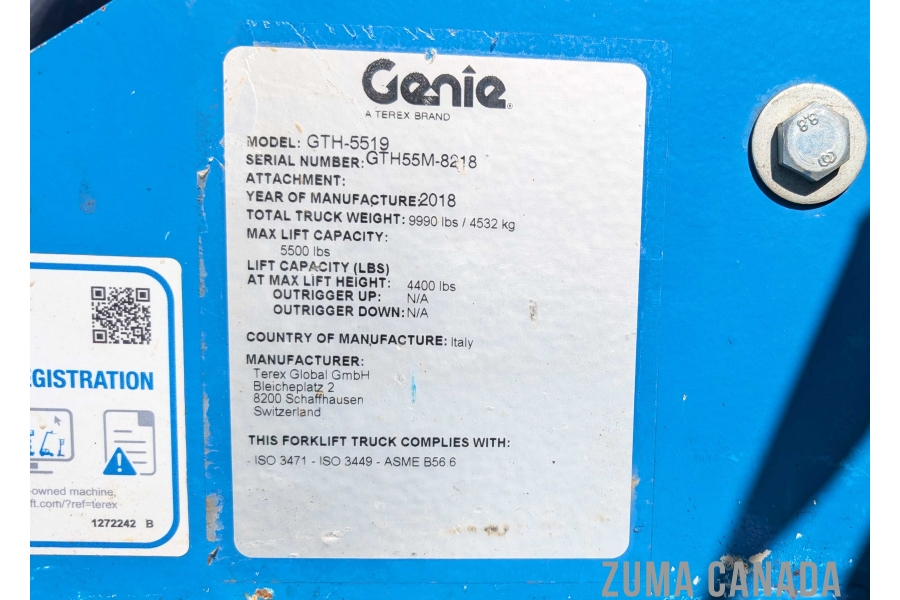 Genie
A TEREX BRAND
MODEL: GTH-5519
SERIAL NUMBER: GTH55M-8218
ATTACHMENT:
YEAR OF MANUFACTURE: 2018
TOTAL TRUCK WEIGHT: 9990 lbs / 4532 kg
MAX LIFT CAPACITY:
5500 lbs
LIFT CAPACITY (LBS)
AT MAX LIFT HEIGHT: 4400 lbs
OUTRIGGER UP: N/A
OUTRIGGER DOWN: N/A
COUNTRY OF MANUFACTURE: Italy
MANUFACTURER:
Terex Global GmbH
Bleicheplatz 2
8200 Schaffhausen
Switzerland
THIS FORKLIFT TRUCK COMPLIES WITH:
- ISO 3471 - ISO 3449 - ASME B56 6
8.8
GISTRATION
-owned machine,
ft.com/?ref=terex
1272242 B
ZUMA CANADA